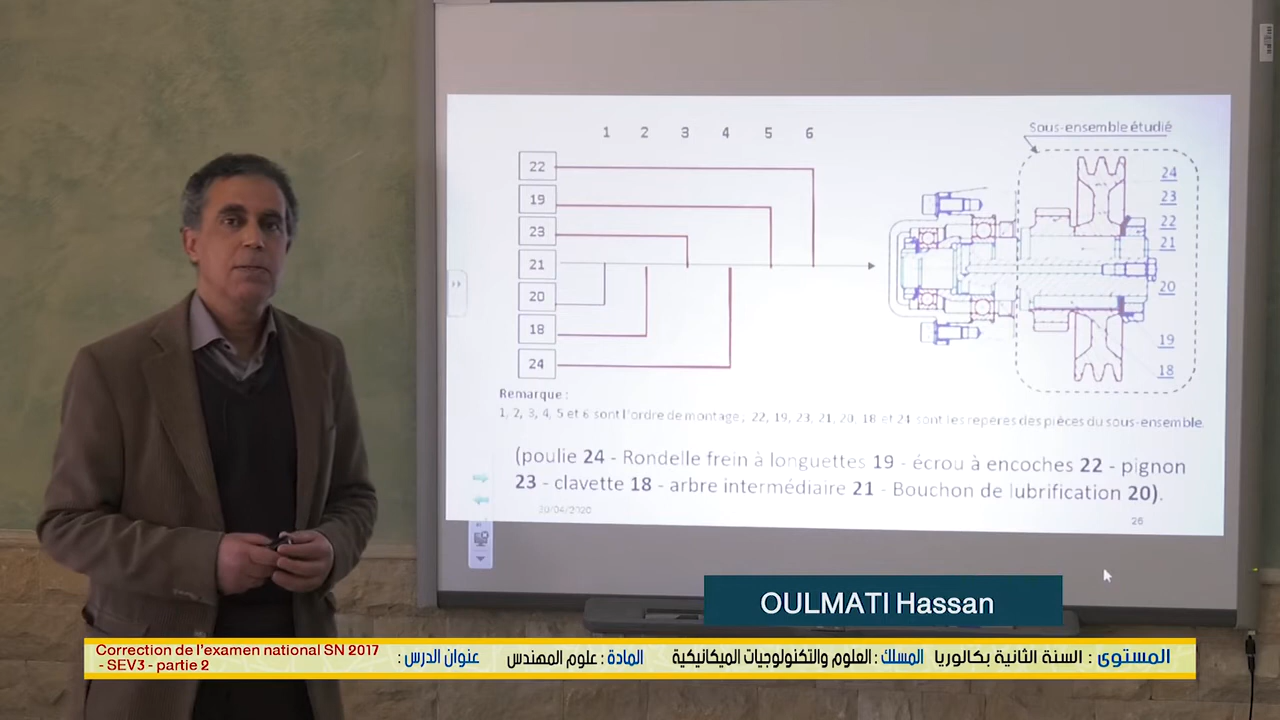 1 2 3 4 5 6
22
19
23
21
20
18
24
Sous-ensemble étudié
24
23
22
21
20
19
18
Remarque :
1, 2, 3, 4, 5 et 6 sont l'ordre de montage ; 22, 19, 23, 21, 20, 18 et 24 sont les repères des pièces du sous-ensemble.
(poulie 24 - Rondelle frein à longuettes 19 - écrou à encoches 22 - pignon
23 - clavette 18 - arbre intermédiaire 21 - Bouchon de lubrification 20).
20/04/2020
26
OULMATI Hassan
المستوى : السنة الثانية بكالوريا المسلك : العلوم والتكنولوجيات الميكانيكية المادة : علوم المهندس عنوان الدرس :
Correction de l'examen national SN 2017
- SEV3 - partie 2